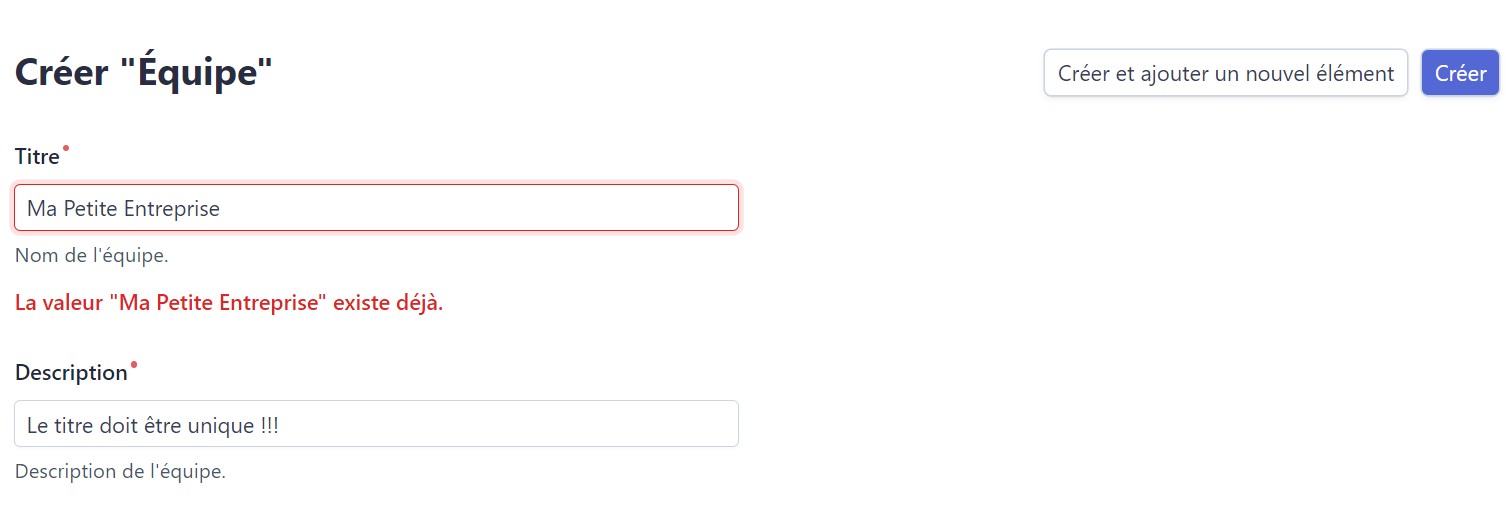 Créer "Équipe"
Créer et ajouter un nouvel élément
Créer
Titre
Ma Petite Entreprise
Nom de l'équipe.
La valeur "Ma Petite Entreprise" existe déjà.
Description
Le titre doit être unique !!!
Description de l'équipe.